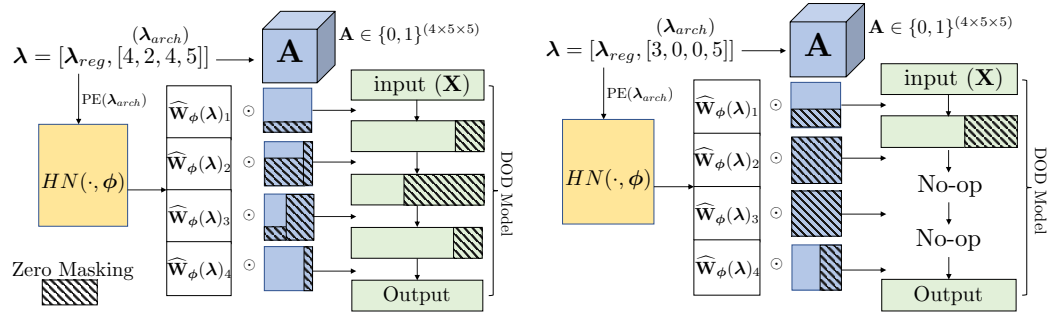 (λ_arch)
λ = [λ_reg, [4, 2, 4, 5]]
A
A ∈ {0, 1}^(4×5×5)
PE(λ_arch)
HN(·, ϕ)
Ŵ_ϕ(λ)_1 ⊙
Ŵ_ϕ(λ)_2 ⊙
Ŵ_ϕ(λ)_3 ⊙
Ŵ_ϕ(λ)_4 ⊙
input (X)
Output
DOD Model
Zero Masking
(λ_arch)
λ = [λ_reg, [3, 0, 0, 5]]
A
A ∈ {0, 1}^(4×5×5)
PE(λ_arch)
HN(·, ϕ)
Ŵ_ϕ(λ)_1 ⊙
Ŵ_ϕ(λ)_2 ⊙
Ŵ_ϕ(λ)_3 ⊙
Ŵ_ϕ(λ)_4 ⊙
input (X)
No-op
No-op
Output
DOD Model